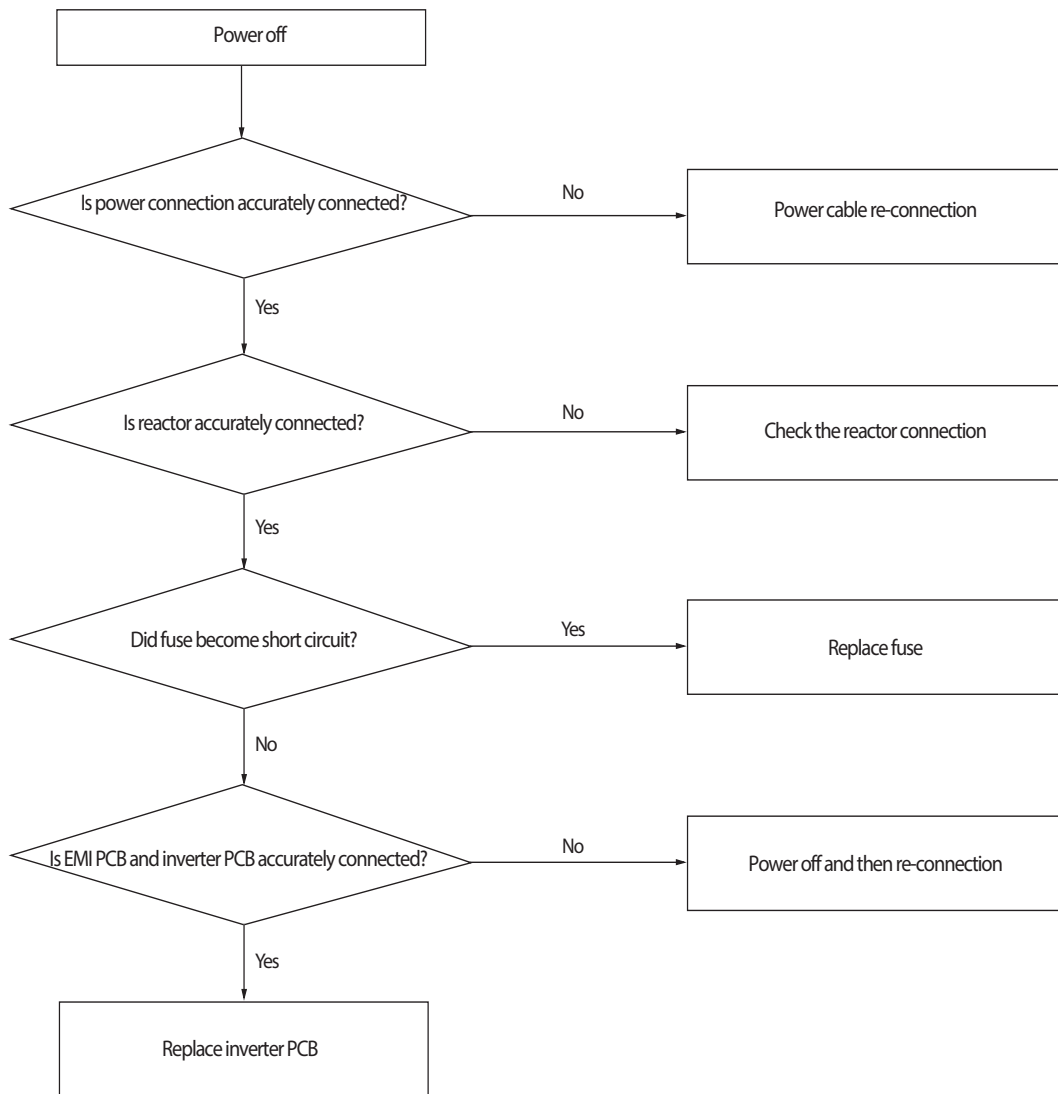 Power off
Is power connection accurately connected?
No
Power cable re-connection
Yes
Is reactor accurately connected?
No
Check the reactor connection
Yes
Did fuse become short circuit?
Yes
Replace fuse
No
Is EMI PCB and inverter PCB accurately connected?
No
Power off and then re-connection
Yes
Replace inverter PCB